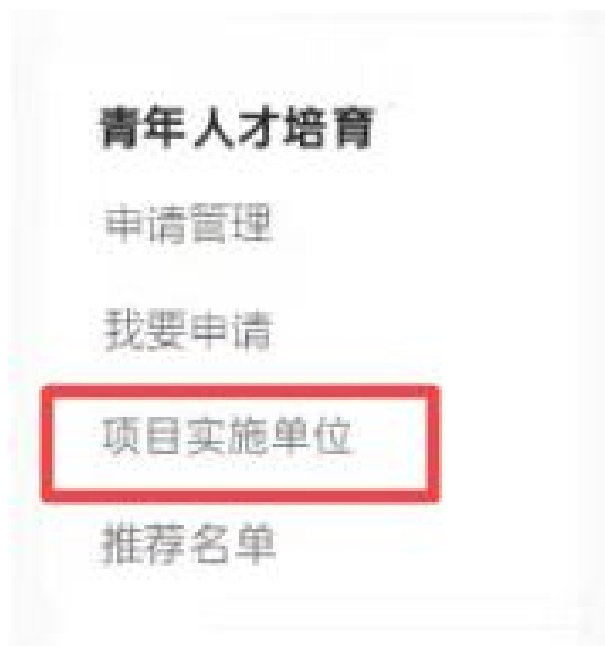 青年人才培育
申请管理
我要申请
项目实施单位
推荐名单